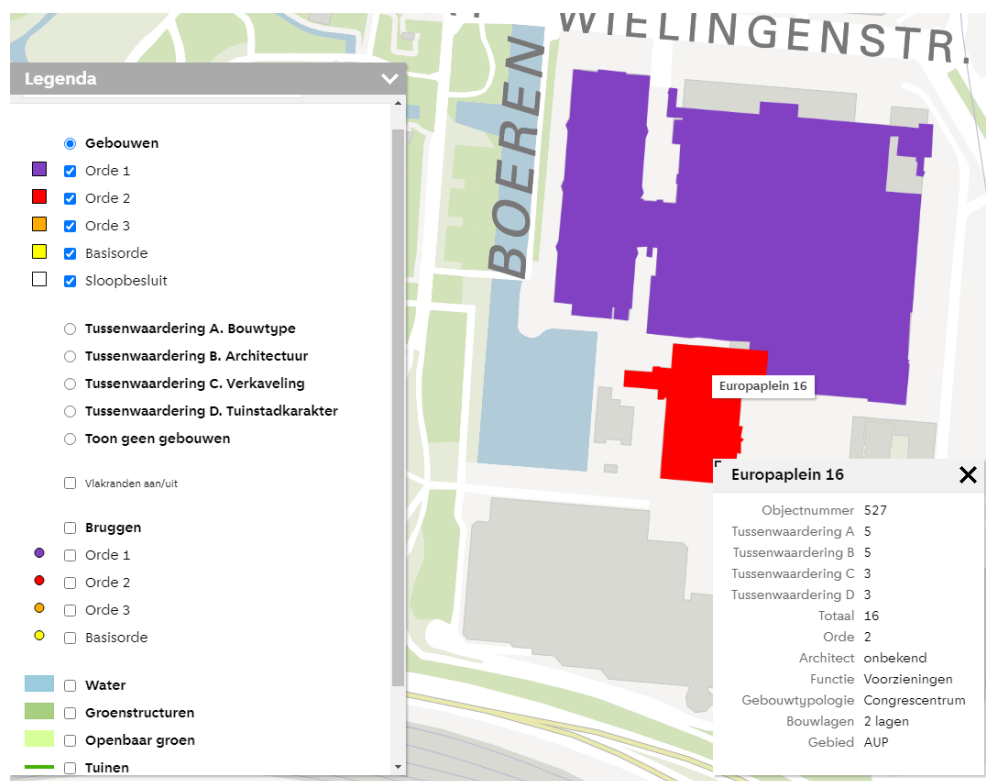 WIELINGENSTR.
BOEREN
Legenda
Gebouwen
Orde 1
Orde 2
Orde 3
Basisorde
Sloopbesluit
Tussenwaardering A. Bouwtype
Tussenwaardering B. Architectuur
Tussenwaardering C. Verkaveling
Tussenwaardering D. Tuinstadkarakter
Toon geen gebouwen
Vlakranden aan/uit
Bruggen
Orde 1
Orde 2
Orde 3
Basisorde
Water
Groenstructuren
Openbaar groen
Tuinen
Europaplein 16
Europaplein 16
Objectnummer 527
Tussenwaardering A 5
Tussenwaardering B 5
Tussenwaardering C 3
Tussenwaardering D 3
Totaal 16
Orde 2
Architect onbekend
Functie Voorzieningen
Gebouwtypologie Congrescentrum
Bouwlagen 2 lagen
Gebied AUP